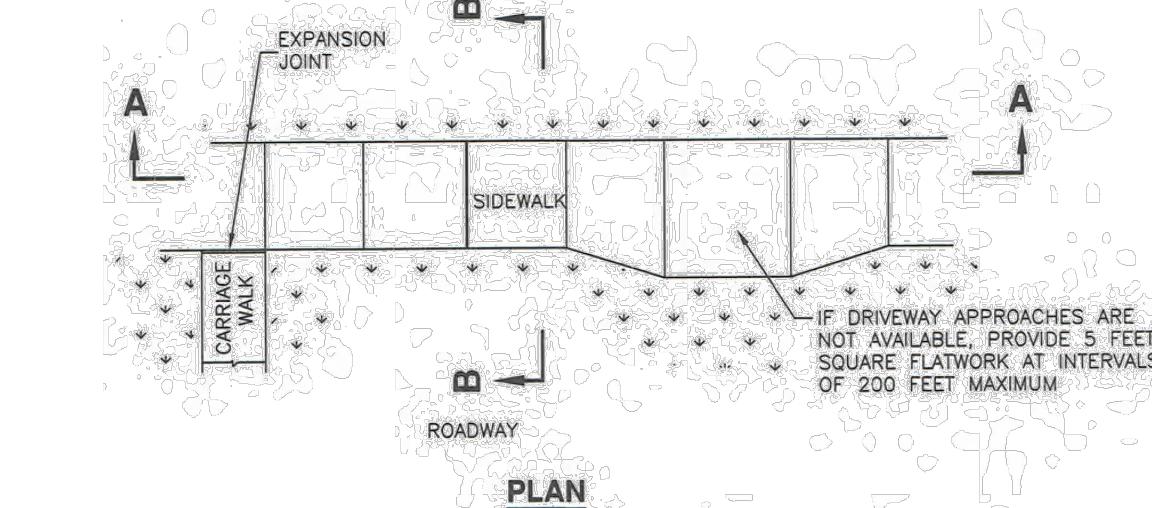 B
EXPANSION
JOINT
A
A
SIDEWALK
CARRIAGE
WALK
IF DRIVEWAY APPROACHES ARE
NOT AVAILABLE, PROVIDE 5 FEET
SQUARE FLATWORK AT INTERVALS
OF 200 FEET MAXIMUM
B
ROADWAY
PLAN